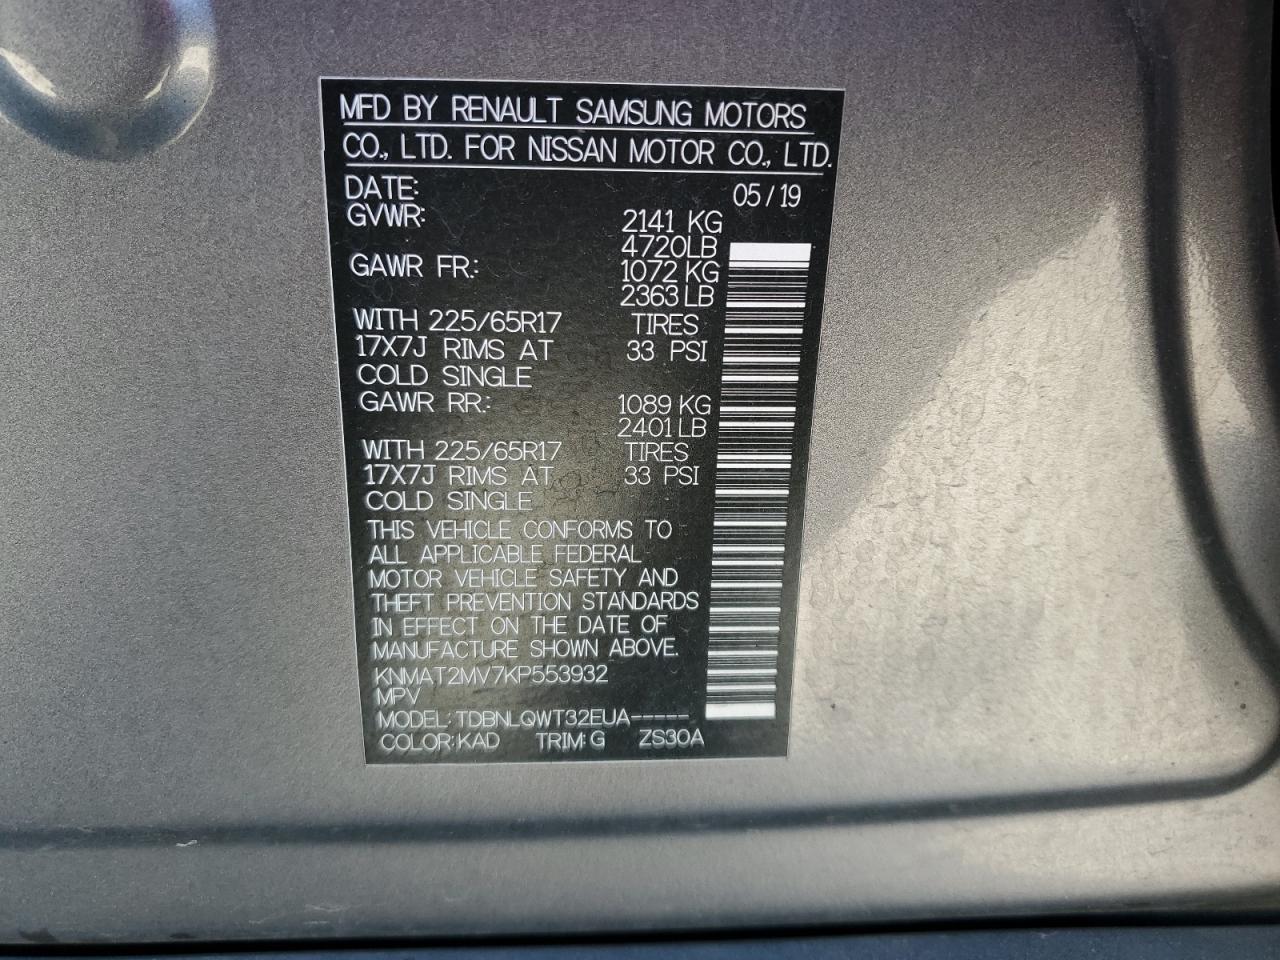 MFD BY RENAULT SAMSUNG MOTORS
CO., LTD. FOR NISSAN MOTOR CO., LTD.
DATE: 05/19
GVWR: 2141 KG
4720LB
GAWR FR.: 1072 KG
2363 LB
WITH 225/65R17 TIRES
17X7J RIMS AT 33 PSI
COLD SINGLE
GAWR RR.: 1089 KG
2401 LB
WITH 225/65R17 TIRES
17X7J RIMS AT 33 PSI
COLD SINGLE
THIS VEHICLE CONFORMS TO
ALL APPLICABLE FEDERAL
MOTOR VEHICLE SAFETY AND
THEFT PREVENTION STANDARDS
IN EFFECT ON THE DATE OF
MANUFACTURE SHOWN ABOVE.
KNMAT2MV7KP553932
MPV
MODEL: TDBNLQWT32EUA-----
COLOR:KAD TRIM: G ZS30A